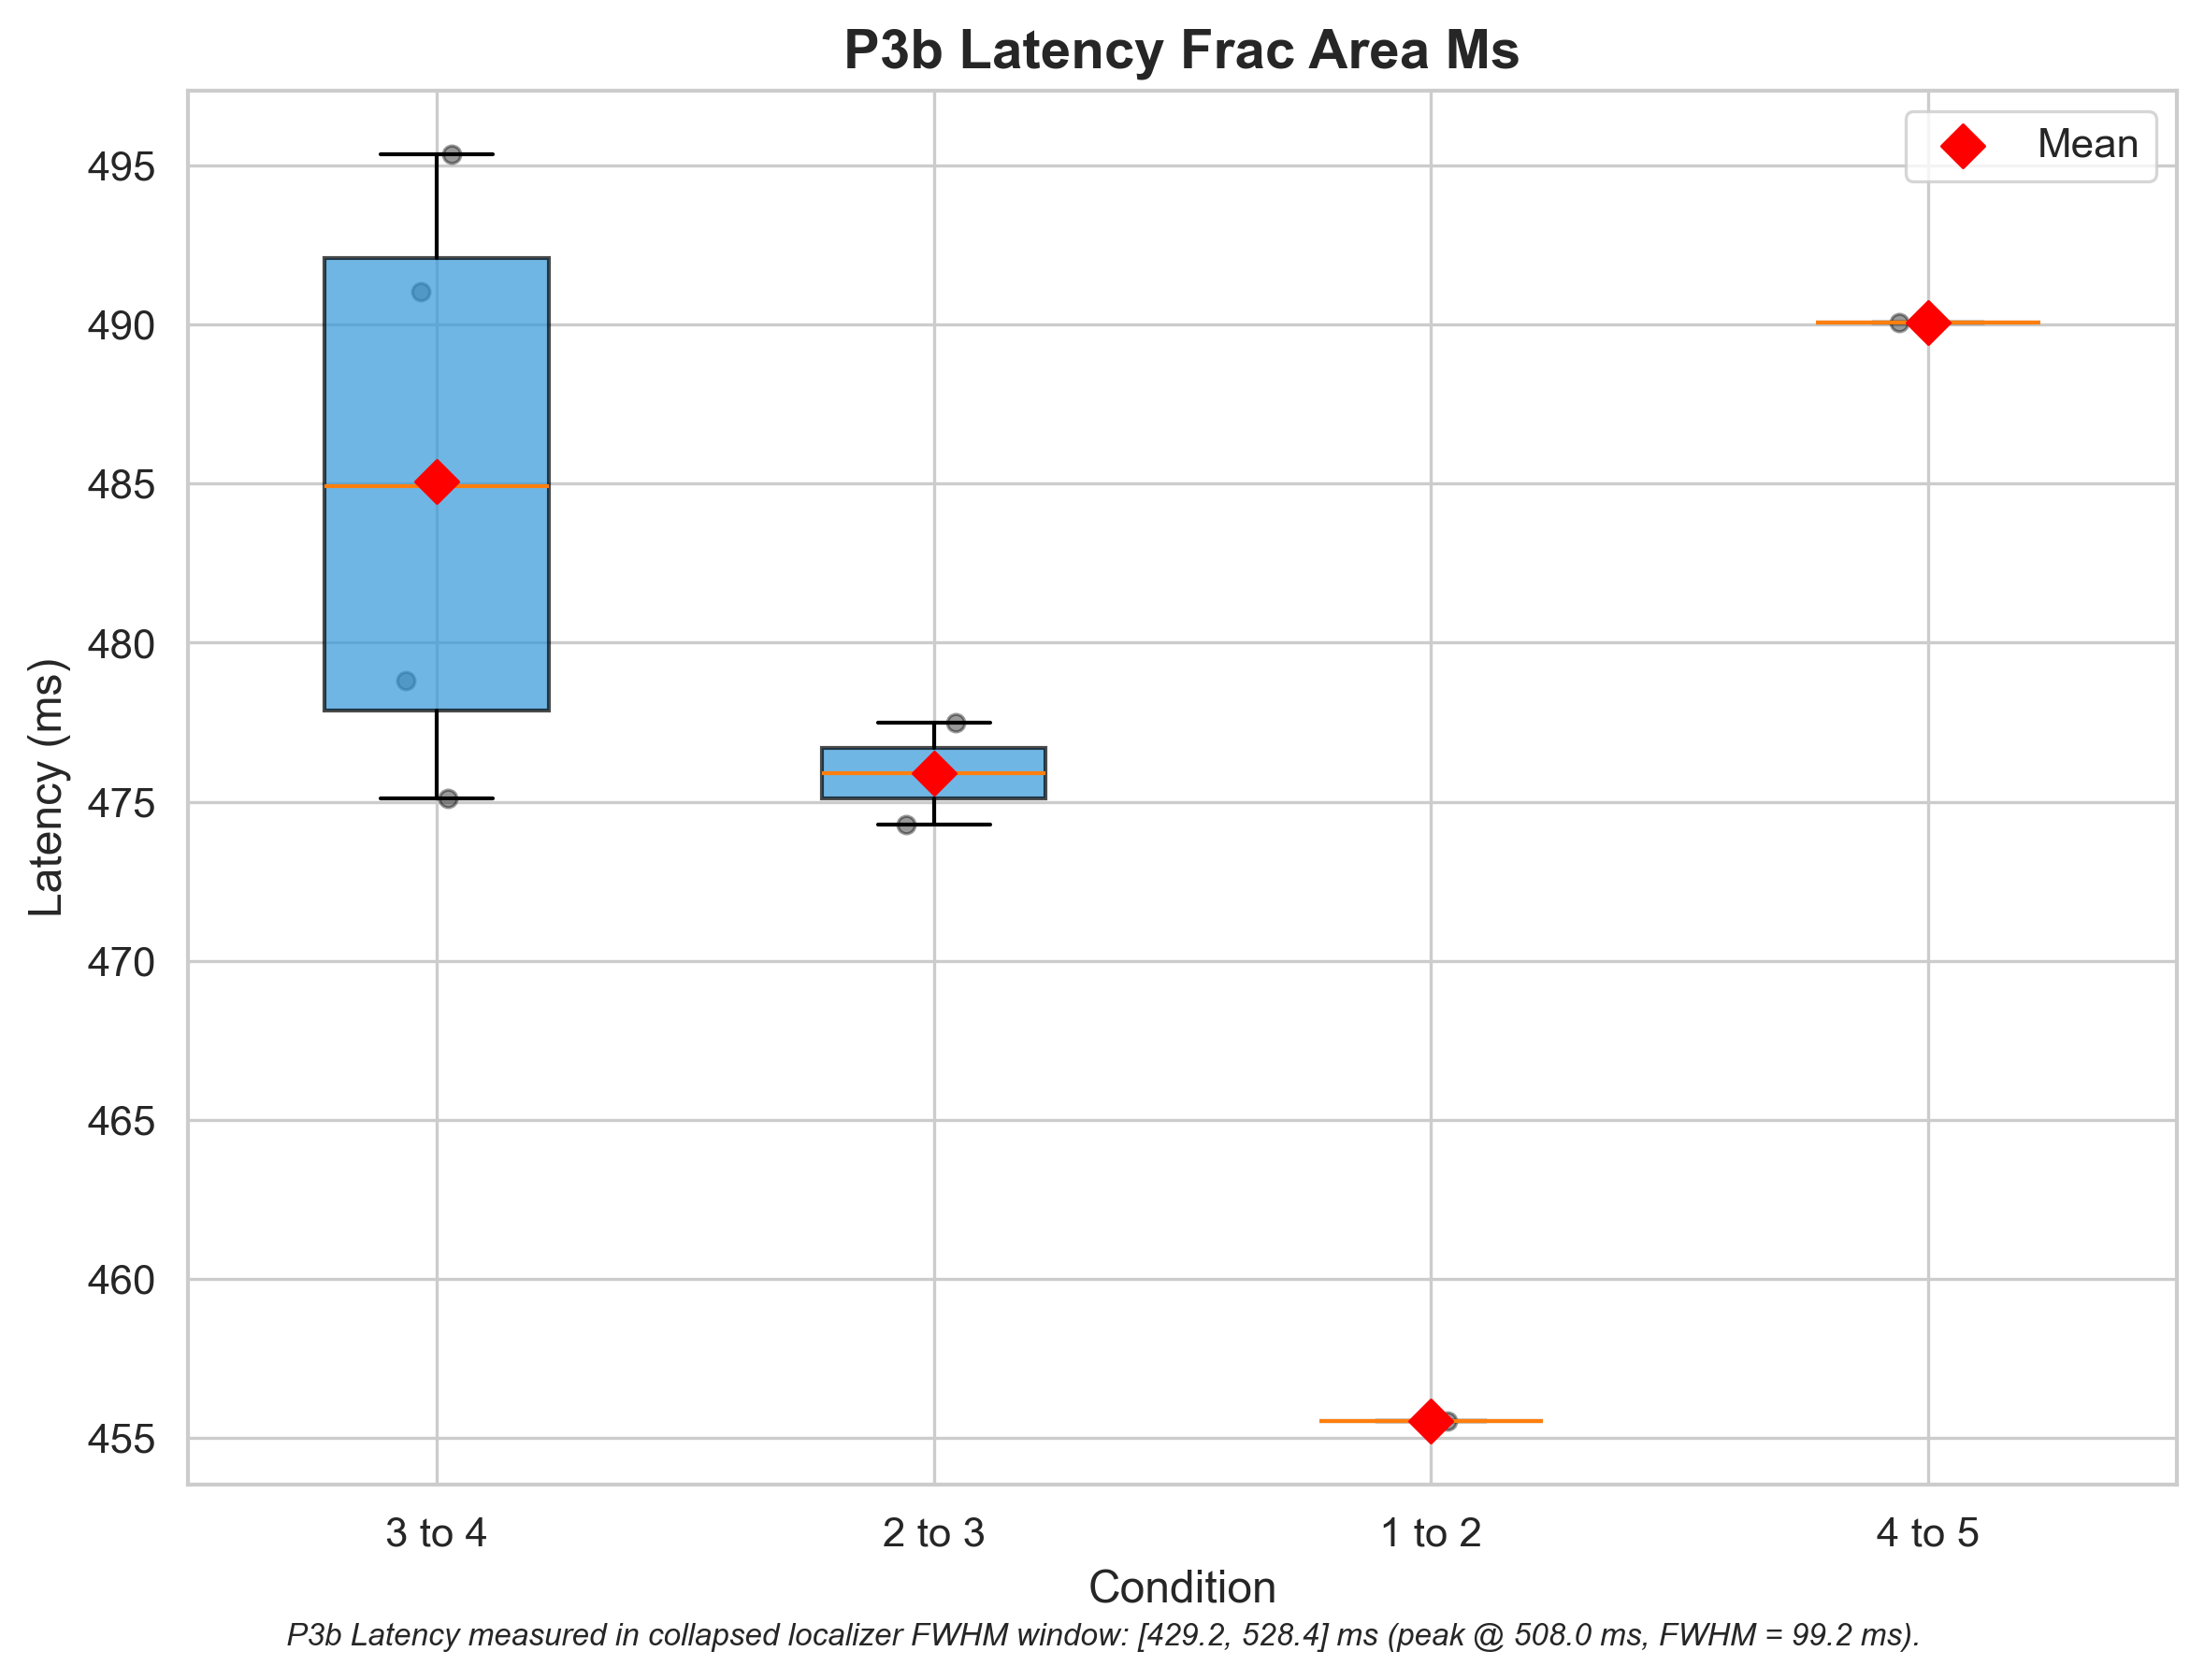 P3b Latency Frac Area Ms
Mean
495
490
485
480
475
470
465
460
455
Latency (ms)
3 to 4
2 to 3
1 to 2
4 to 5
Condition
P3b Latency measured in collapsed localizer FWHM window: [429.2, 528.4] ms (peak @ 508.0 ms, FWHM = 99.2 ms).